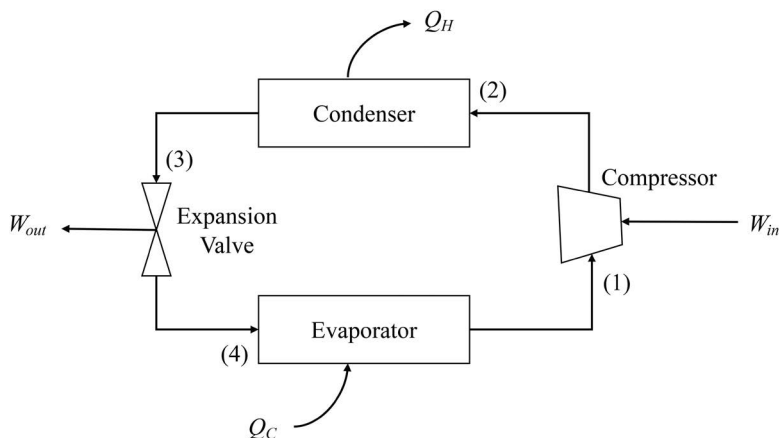 Q_H
(2)
Condenser
(3)
Compressor
Expansion
Valve
W_out
W_in
(1)
Evaporator
(4)
Q_C